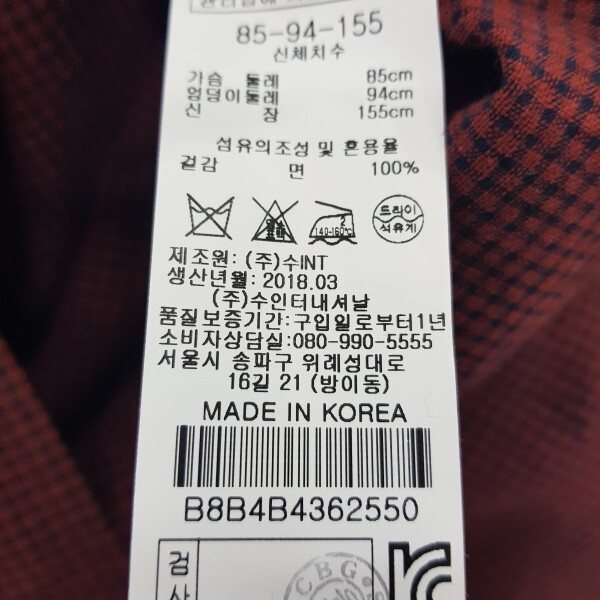 85-94-155
신체치수
가슴 둘레 85cm
엉덩이둘레 94cm
신 장 155cm
섬유의조성 및 혼용율
겉감 면 100%
2
140-160℃
드라이
석유계
제조원: (주)수INT
생산년월: 2018.03
(주)수인터내셔날
품질보증기간:구입일로부터1년
소비자상담실:080-990-5555
서울시 송파구 위례성대로
16길 21 (방이동)
MADE IN KOREA
B8B4B4362550
검
CBG